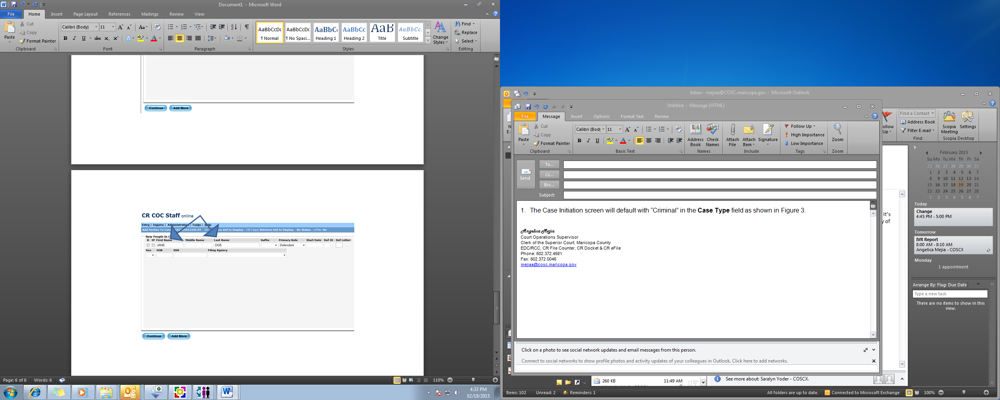 Document1 - Microsoft Word
File Home Insert Page Layout References Mailings Review View
Paste
Cut
Copy
Format Painter
Clipboard
Calibri (Body) 11
Font
Paragraph
AaBbCcDc
¶ Normal
AaBbCcDc
¶ No Spaci...
AaBbC
Heading 1
AaBbCc
Heading 2
AaB
Title
AaBbCc.
Subtitle
Change Styles
Styles
Find
Replace
Select
Editing
Continue Add More
CR COC Staff online
Entry | Inquiry | Administrative | Tasks | Help
Add Parties To Case
CR Type: Retrieve Def to Display - No Status - eFile: No
New People In C
B IP First Name Middle Name Last Name Suffix Primary Role Start Date Def ID Def Letter
JANE DOE Defendant
Sex DOB SSN Filing Agency
Continue Add More
Page: 6 of 6 Words: 6 110%
4:33 PM
02/19/2015
Inbox - mejiaa@COSC.maricopa.gov - Microsoft Outlook
Untitled - Message (HTML)
File Message Insert Options Format Text Review
Paste
Cut
Copy
Format Painter
Clipboard
Calibri (Body 11
Basic Text
Address Book
Check Names
Names
Attach File
Attach Item
Signature
Include
Follow Up
High Importance
Low Importance
Tags
Zoom
Zoom
Send
To...
Cc...
Bcc...
Subject:
1. The Case Initiation screen will default with “Criminal” in the Case Type field as shown in Figure 3.
Angelica Mejia
Court Operations Supervisor
Clerk of the Superior Court, Maricopa County
EDC/RCC, CR File Counter, CR Docket & CR eFile
Phone: 602.372.4581
Fax: 602.372.0046
mejiaa@cosc.maricopa.gov
Click on a photo to see social network updates and email messages from this person.
Connect to social networks to show profile photos and activity updates of your colleagues in Outlook. Click here to add networks.
Find a Contact
Address Book
Filter E-mail
Find
Scopia Meeting
Settings
Scopia Desktop
It’s
y of
February 2015
Su Mo Tu We Th Fr Sa
25 26 27 28 29 30 31
1 2 3 4 5 6 7
8 9 10 11 12 13 14
15 16 17 18 19 20 21
22 23 24 25 26 27 28
1 2 3 4 5 6 7
Today
Change
4:45 PM - 5:00 PM
Tomorrow
IVR Report
8:00 AM - 8:10 AM
Angelica Mejia - COSCX
Monday
1 appointment
Arrange By: Flag: Due Date
Type a new task
There are no items to show in this view.
260 KB 11:49 AM
See more about: Saralyn Yoder - COSCX.
Items: 102 Unread: 2 Reminders: 1 All folders are up to date. Connected to Microsoft Exchange 100%